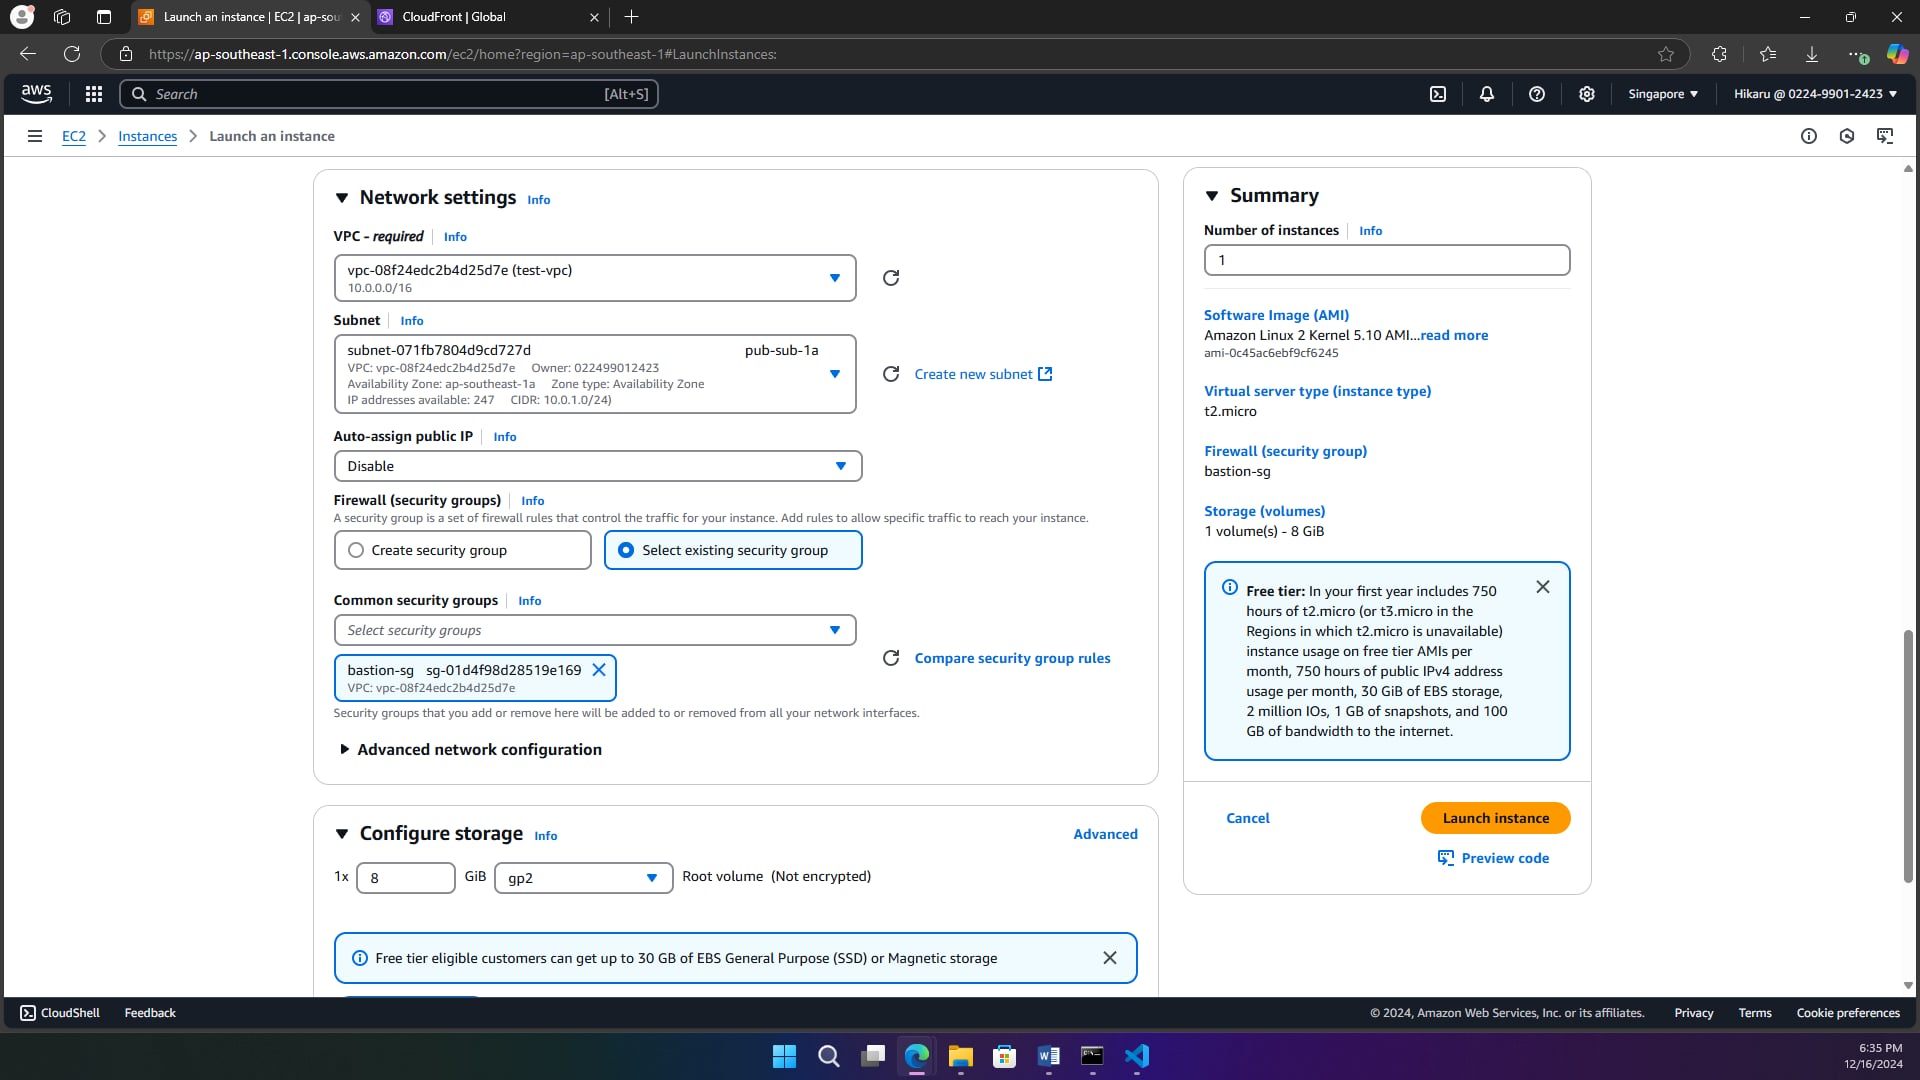 Launch an instance | EC2 | ap-sou
CloudFront | Global
https://ap-southeast-1.console.aws.amazon.com/ec2/home?region=ap-southeast-1#LaunchInstances:
aws
Search
[Alt+S]
Singapore
Hikaru @ 0224-9901-2423
EC2
Instances
Launch an instance
Network settings Info
VPC - required Info
vpc-08f24edc2b4d25d7e (test-vpc)
10.0.0.0/16
Subnet Info
subnet-071fb7804d9cd727d pub-sub-1a
VPC: vpc-08f24edc2b4d25d7e Owner: 022499012423
Availability Zone: ap-southeast-1a Zone type: Availability Zone
IP addresses available: 247 CIDR: 10.0.1.0/24)
Create new subnet
Auto-assign public IP Info
Disable
Firewall (security groups) Info
A security group is a set of firewall rules that control the traffic for your instance. Add rules to allow specific traffic to reach your instance.
Create security group
Select existing security group
Common security groups Info
Select security groups
bastion-sg sg-01d4f98d28519e169
VPC: vpc-08f24edc2b4d25d7e
Compare security group rules
Security groups that you add or remove here will be added to or removed from all your network interfaces.
Advanced network configuration
Configure storage Info
Advanced
1x 8 GiB gp2 Root volume (Not encrypted)
Free tier eligible customers can get up to 30 GB of EBS General Purpose (SSD) or Magnetic storage
Summary
Number of instances Info
1
Software Image (AMI)
Amazon Linux 2 Kernel 5.10 AMI...read more
ami-0c45ac6ebf9cf6245
Virtual server type (instance type)
t2.micro
Firewall (security group)
bastion-sg
Storage (volumes)
1 volume(s) - 8 GiB
Free tier: In your first year includes 750
hours of t2.micro (or t3.micro in the
Regions in which t2.micro is unavailable)
instance usage on free tier AMIs per
month, 750 hours of public IPv4 address
usage per month, 30 GiB of EBS storage,
2 million IOs, 1 GB of snapshots, and 100
GB of bandwidth to the internet.
Cancel
Launch instance
Preview code
CloudShell
Feedback
© 2024, Amazon Web Services, Inc. or its affiliates.
Privacy
Terms
Cookie preferences
6:35 PM
12/16/2024